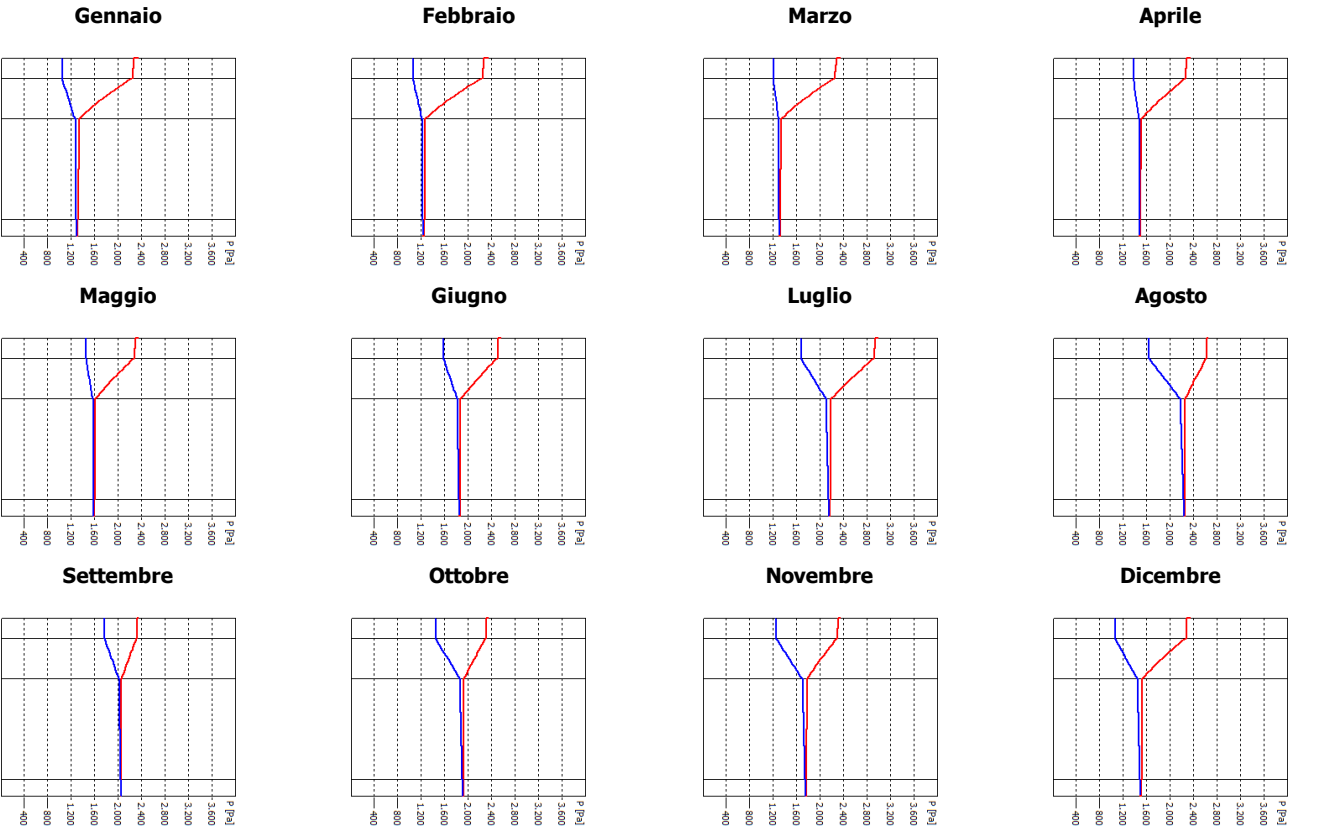 Gennaio
Febbraio
Marzo
Aprile
400 800 1.200 1.600 2.000 2.400 2.800 3.200 3.600 P [Pa]
400 800 1.200 1.600 2.000 2.400 2.800 3.200 3.600 P [Pa]
400 800 1.200 1.600 2.000 2.400 2.800 3.200 3.600 P [Pa]
400 800 1.200 1.600 2.000 2.400 2.800 3.200 3.600 P [Pa]
Maggio
Giugno
Luglio
Agosto
400 800 1.200 1.600 2.000 2.400 2.800 3.200 3.600 P [Pa]
400 800 1.200 1.600 2.000 2.400 2.800 3.200 3.600 P [Pa]
400 800 1.200 1.600 2.000 2.400 2.800 3.200 3.600 P [Pa]
400 800 1.200 1.600 2.000 2.400 2.800 3.200 3.600 P [Pa]
Settembre
Ottobre
Novembre
Dicembre
400 800 1.200 1.600 2.000 2.400 2.800 3.200 3.600 P [Pa]
400 800 1.200 1.600 2.000 2.400 2.800 3.200 3.600 P [Pa]
400 800 1.200 1.600 2.000 2.400 2.800 3.200 3.600 P [Pa]
400 800 1.200 1.600 2.000 2.400 2.800 3.200 3.600 P [Pa]